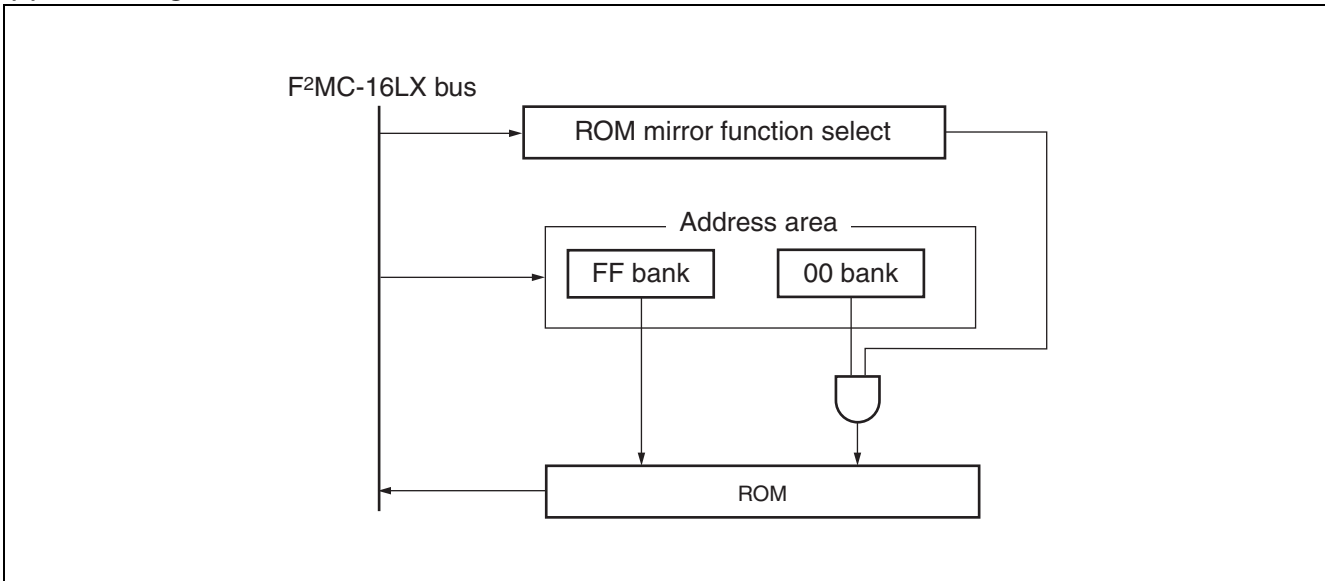 F²MC-16LX bus
ROM mirror function select
Address area
FF bank
00 bank
ROM